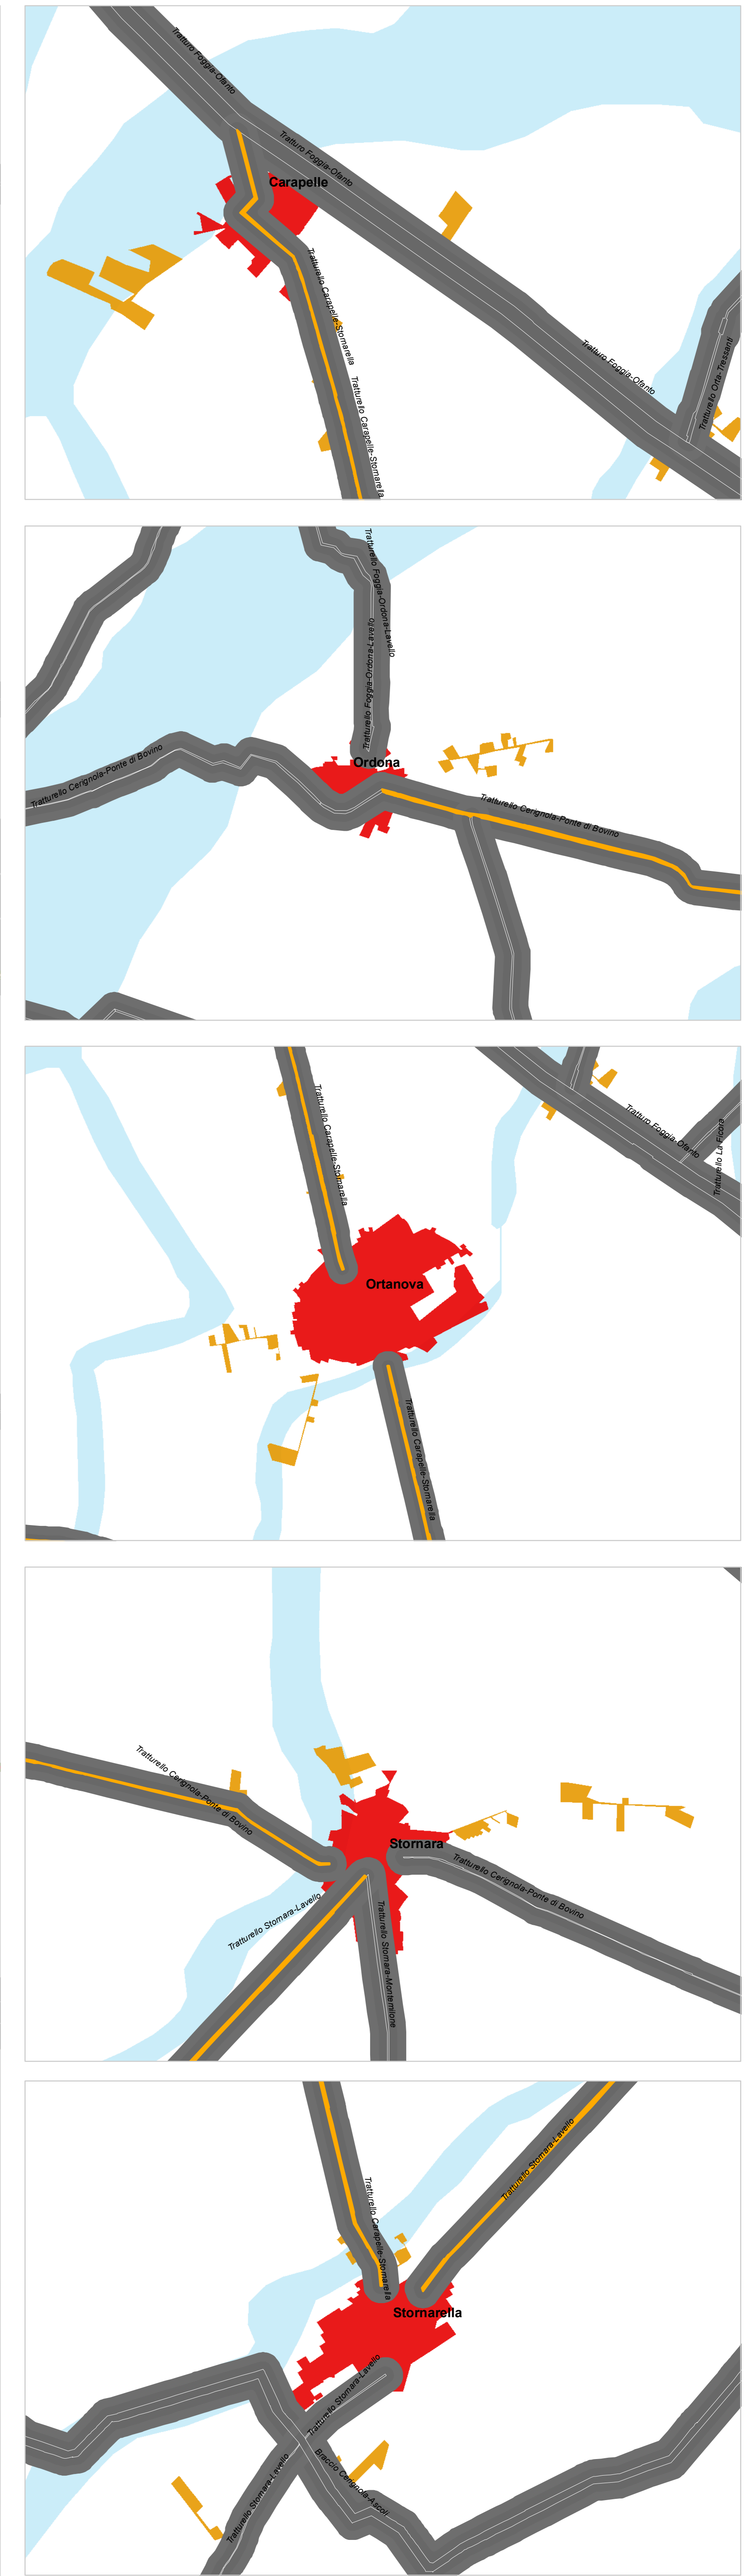 Tratturo Foggia-Ofanto
Tratturo Foggia-Ofanto
Carapelle
Tratturello Carapelle-Stornarella
Tratturo Foggia-Ofanto
Tratturello Orta-Tressanti
Tratturello Carapelle-Stornarella
Tratturello Foggia-Ordona-Lavello
Tratturello Foggia-Ordona-Lavello
Ordona
Tratturello Cerignola-Ponte di Bovino
Tratturello Cerignola-Ponte di Bovino
Tratturello Carapelle-Stornarella
Tratturo Foggia-Ofanto
Tratturello La Ficora
Ortanova
Tratturello Carapelle-Stornarella
Tratturello Cerignola-Ponte di Bovino
Stornara
Tratturello Cerignola-Ponte di Bovino
Tratturello Stornara-Lavello
Tratturello Stornara-Montemilone
Tratturello Stornara-Lavello
Tratturello Carapelle-Stornarella
Stornarella
Tratturello Stornara-Lavello
Tratturello Stornara-Lavello
Braccio Cerignola-Ascoli